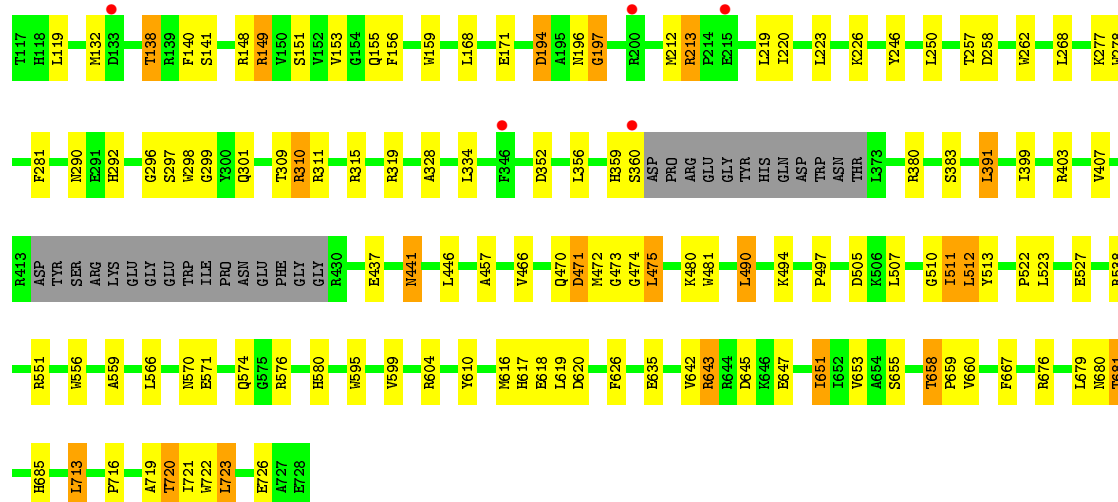 T117 H118 L119 M132 D133 T138 R139 F140 S141 R148 R149 V150 S151 V152 V153 G154 Q155 F156 W159 L168 E171 D194 A195 N196 G197 R200 M212 R213 P214 E215 L219 I220 L223 K226 Y246 L250 T257 D258 W262 L268 K277 W278
F281 N290 E291 H292 G296 S297 W298 G299 Y300 Q301 T309 R310 R311 R315 R319 A328 L334 F346 D352 L356 H359 S360 ASP PRO ARG GLU GLY TYR HIS GLN ASP TRP ASN THR L373 R380 S383 L391 I399 R403 V407
R413 ASP TYR SER ARG LYS GLU GLY GLU TRP ILE PRO ASN GLU PHE GLY GLY R430 E437 N441 L446 A457 V466 Q470 D471 M472 G473 G474 L475 K480 W481 L490 K494 P497 D505 K506 L507 G510 I511 L512 Y513 P522 L523 E527 R538
R551 W556 A559 L566 N570 E571 Q574 G575 R576 H580 W595 V599 R604 Y610 M616 H617 E618 L619 D620 F626 E635 V642 R643 R644 D645 K646 E647 I651 I652 V653 A654 S655 T658 P659 V660 F667 R676 L679 N680 T681
H685 L713 P716 A719 T720 I721 W722 L723 E726 A727 E728